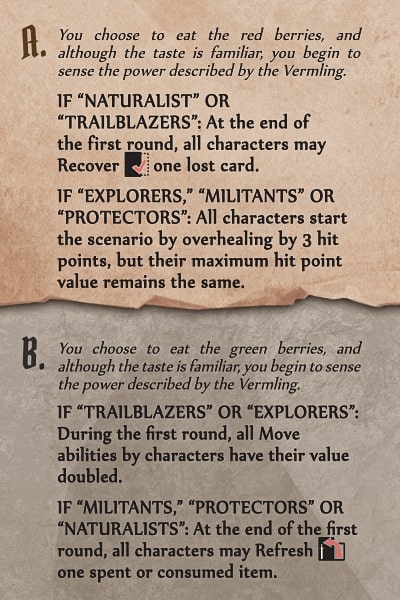 A. You choose to eat the red berries, and
although the taste is familiar, you begin to
sense the power described by the Vermling.
IF “NATURALIST” OR
“TRAILBLAZERS”: At the end of
the first round, all characters may
Recover one lost card.
IF “EXPLORERS,” “MILITANTS” OR
“PROTECTORS”: All characters start
the scenario by overhealing by 3 hit
points, but their maximum hit point
value remains the same.
B. You choose to eat the green berries, and
although the taste is familiar, you begin to sense
the power described by the Vermling.
IF “TRAILBLAZERS” OR “EXPLORERS”:
During the first round, all Move
abilities by characters have their value
doubled.
IF “MILITANTS,” “PROTECTORS” OR
“NATURALISTS”: At the end of the first
round, all characters may Refresh
one spent or consumed item.